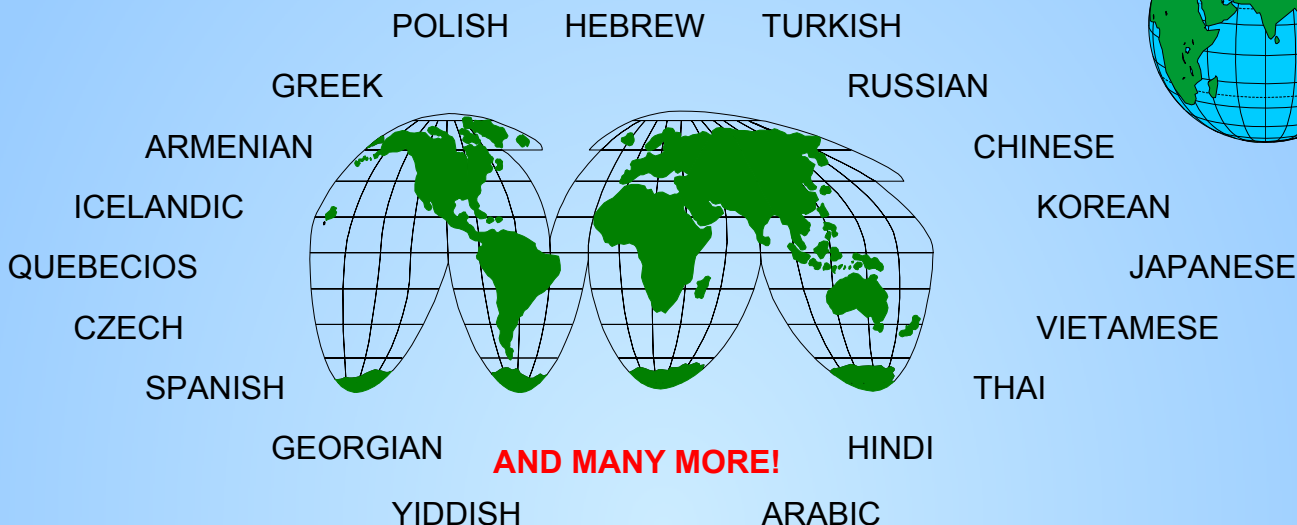 POLISH HEBREW TURKISH
GREEK RUSSIAN
ARMENIAN CHINESE
ICELANDIC KOREAN
QUEBECIOS JAPANESE
CZECH VIETAMESE
SPANISH THAI
GEORGIAN AND MANY MORE! HINDI
YIDDISH ARABIC